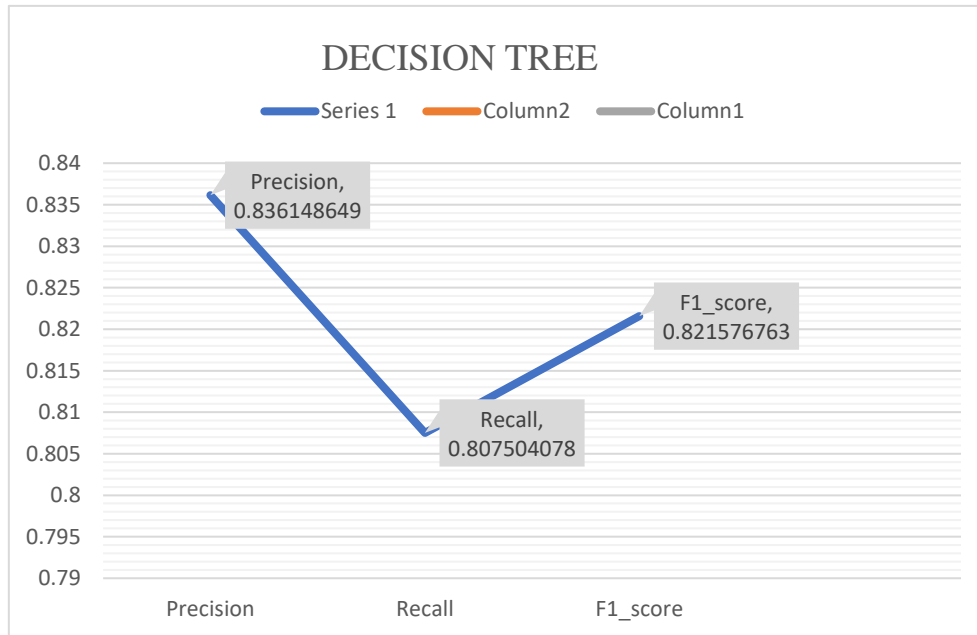 DECISION TREE
Series 1 Column2 Column1
0.84
Precision,
0.836148649
0.835
0.83
0.825
F1_score,
0.821576763
0.82
0.815
0.81
Recall,
0.807504078
0.805
0.8
0.795
0.79
Precision Recall F1_score